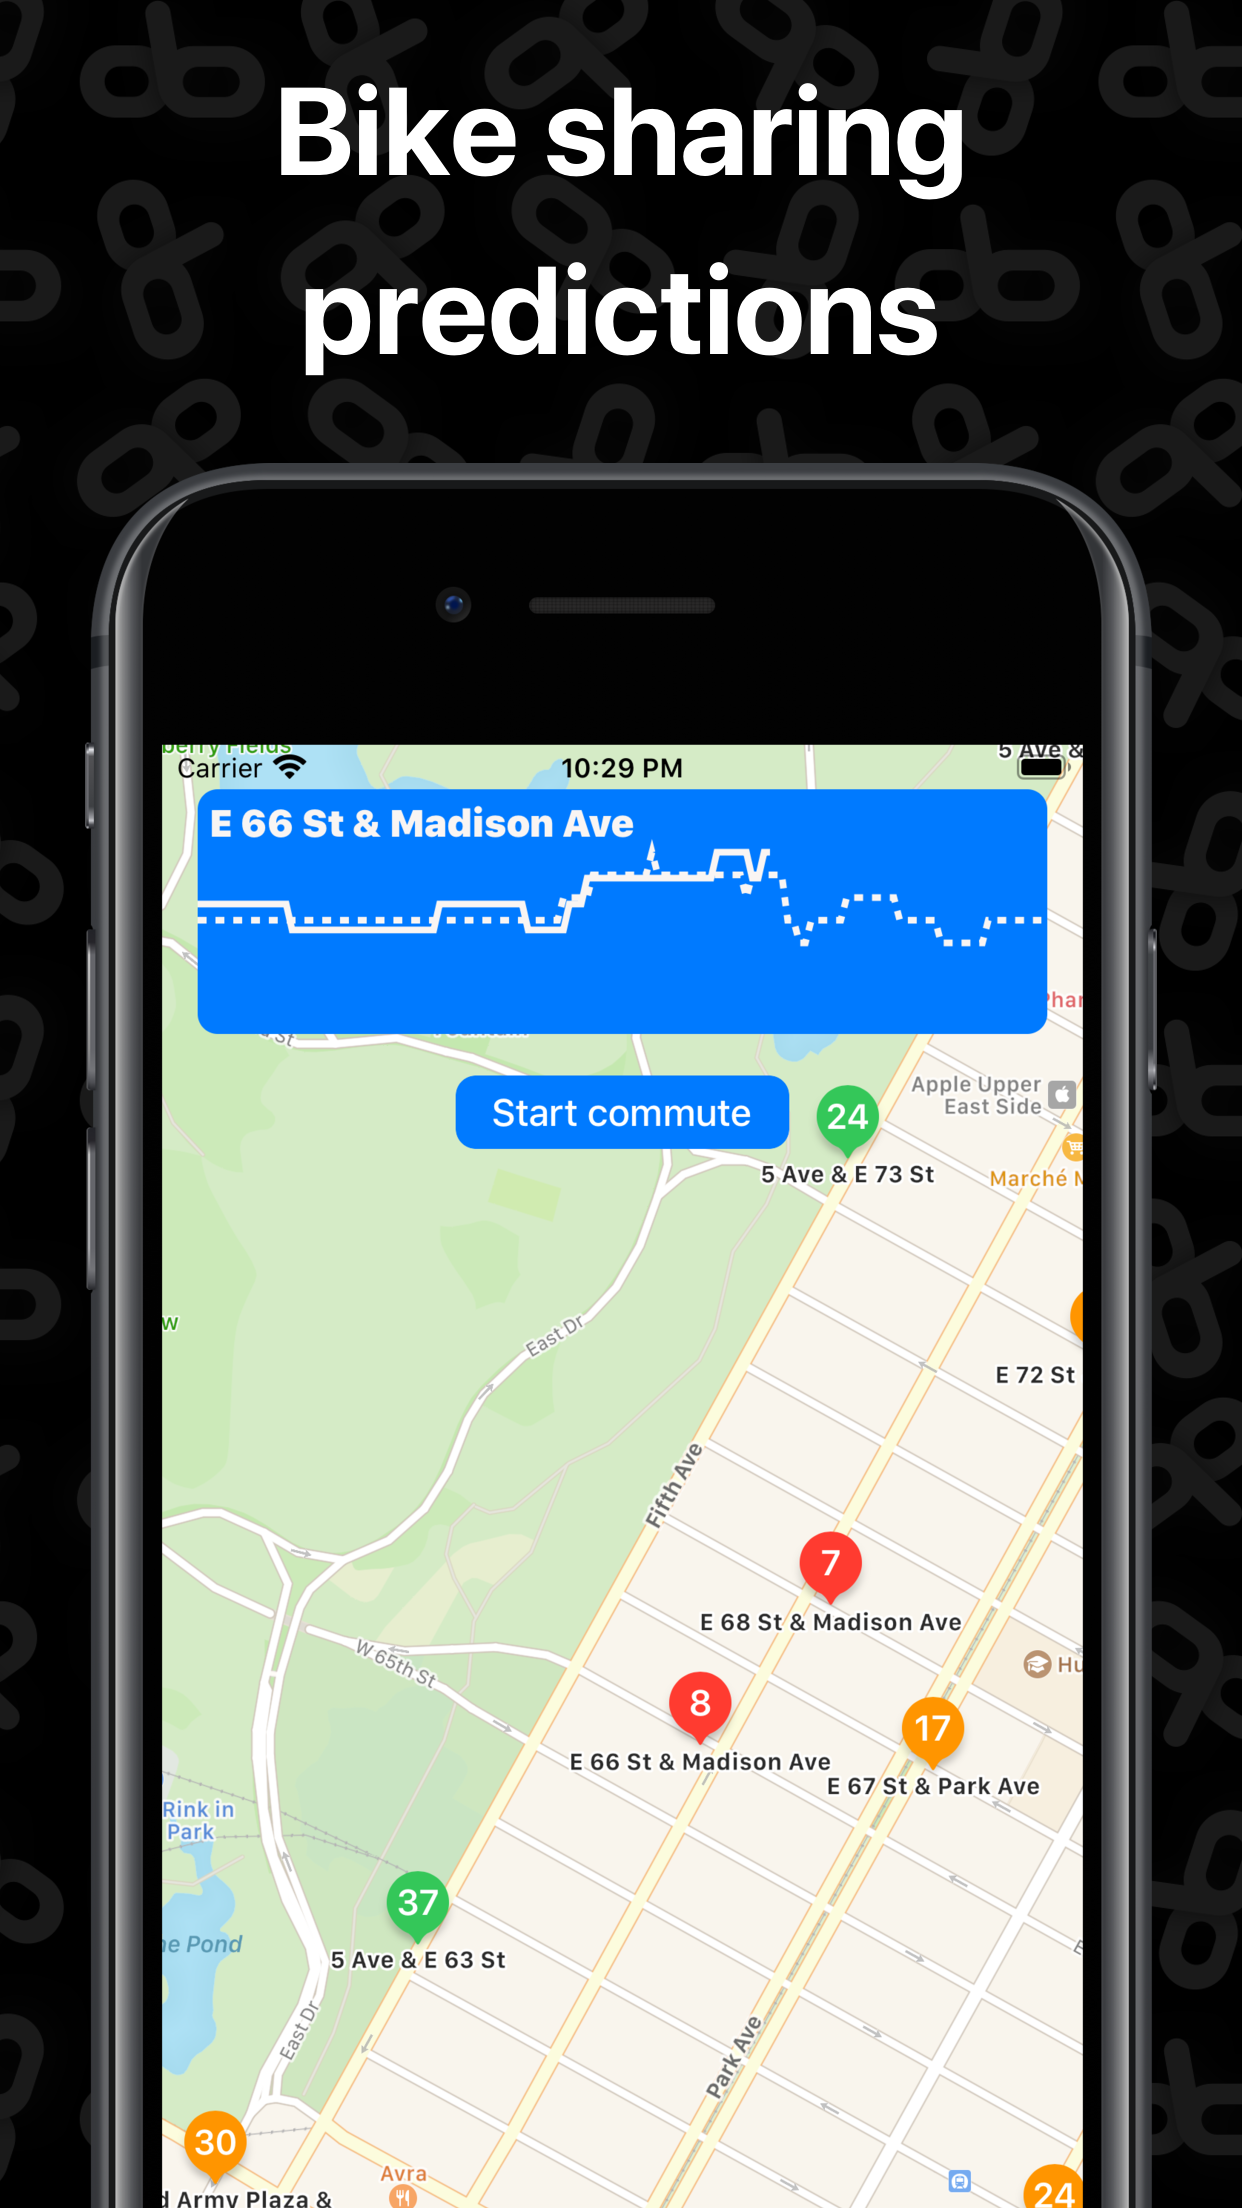 Bike sharing
predictions
berry Fields
5 Ave &
Carrier
10:29 PM
E 66 St & Madison Ave
St
Start commute
24
5 Ave & E 73 St
Apple Upper
East Side
Marché
E 72 St
East Dr
Fifth Ave
7
E 68 St & Madison Ave
W 65th St
8
E 66 St & Madison Ave
17
E 67 St & Park Ave
Rink in
Park
37
5 Ave & E 63 St
Pond
East Dr
Park Ave
30
Army Plaza &
Avra
24